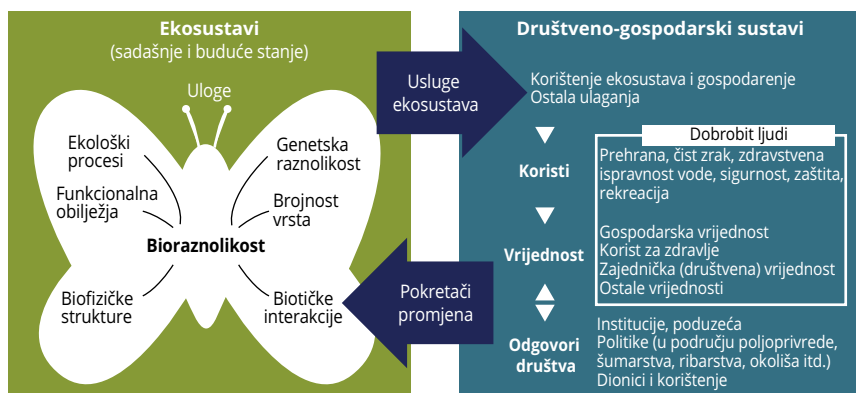 Ekosustavi
(sadašnje i buduće stanje)
Uloge
Ekološki
procesi
Genetska
raznolikost
Funkcionalna
obilježja
Brojnost
vrsta
Bioraznolikost
Biofizičke
strukture
Biotičke
interakcije
Usluge
ekosustava
Pokretači
promjena
Društveno-gospodarski sustavi
Korištenje ekosustava i gospodarenje
Ostala ulaganja
Dobrobit ljudi
Koristi
Prehrana, čist zrak, zdravstvena
ispravnost vode, sigurnost, zaštita,
rekreacija
Vrijednost
Gospodarska vrijednost
Korist za zdravlje
Zajednička (društvena) vrijednost
Ostale vrijednosti
Odgovori
društva
Institucije, poduzeća
Politike (u području poljoprivrede,
šumarstva, ribarstva, okoliša itd.)
Dionici i korištenje